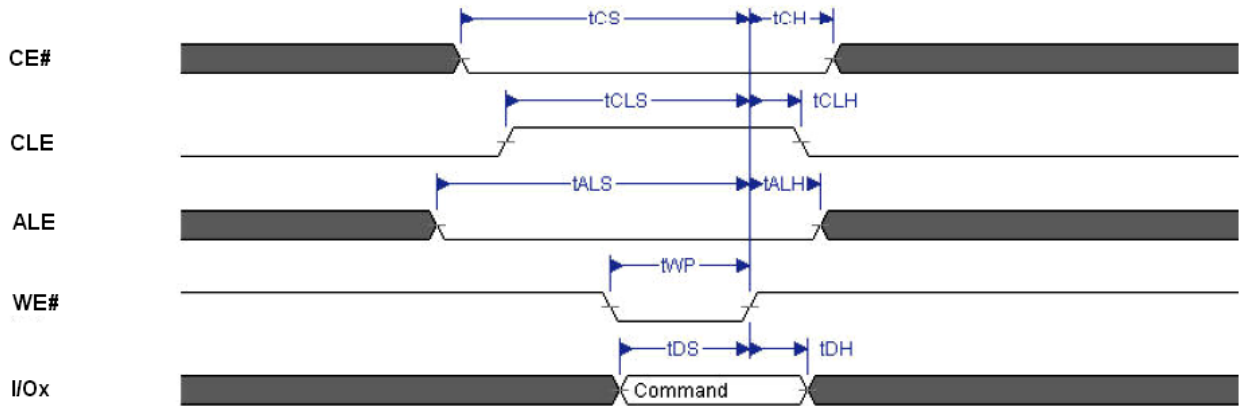 tCS tCH
CE#
tCLS tCLH
CLE
tALS tALH
ALE
tWP
WE#
tDS tDH
I/Ox Command